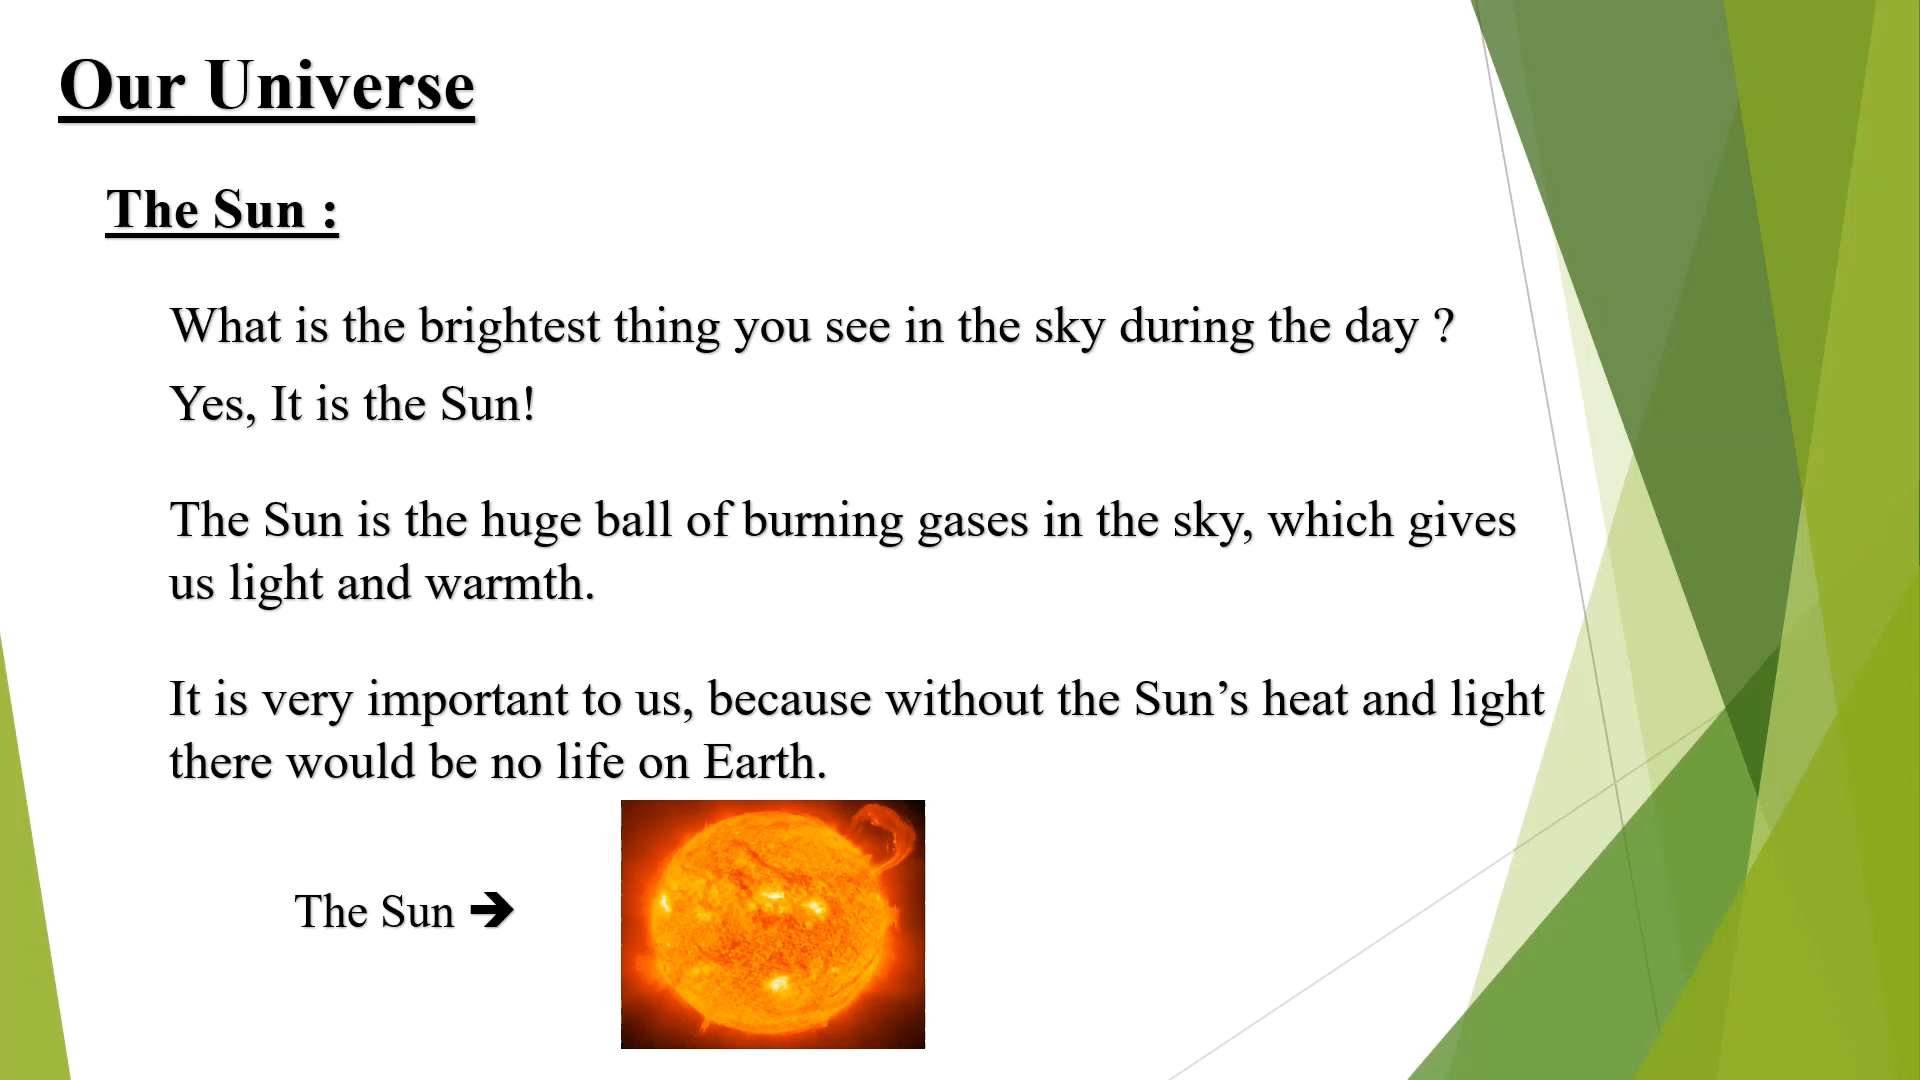 Our Universe
The Sun :
What is the brightest thing you see in the sky during the day ?
Yes, It is the Sun!
The Sun is the huge ball of burning gases in the sky, which gives
us light and warmth.
It is very important to us, because without the Sun’s heat and light
there would be no life on Earth.
The Sun ➔